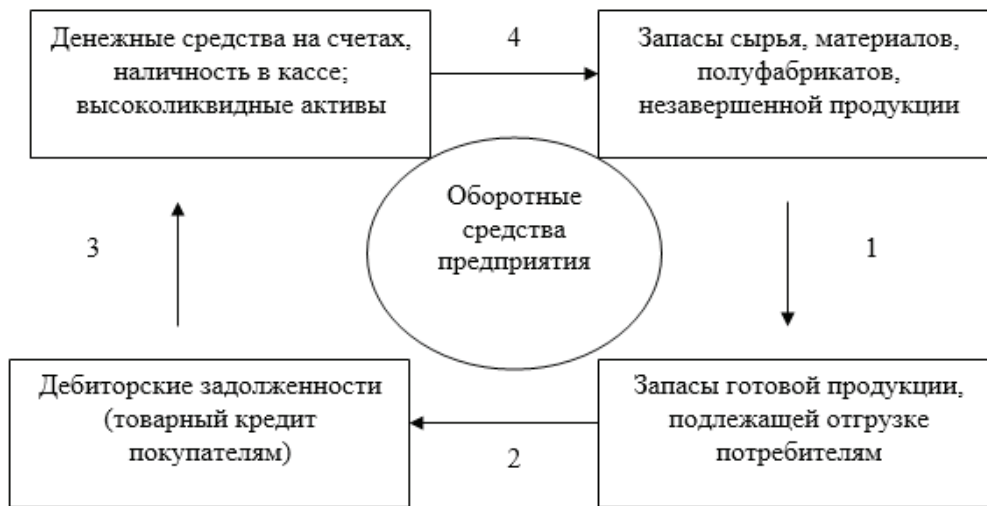 Денежные средства на счетах,
наличность в кассе;
высоколиквидные активы
4
Запасы сырья, материалов,
полуфабрикатов,
незавершенной продукции
Оборотные
средства
предприятия
3
1
Дебиторские задолженности
(товарный кредит
покупателям)
2
Запасы готовой продукции,
подлежащей отгрузке
потребителям